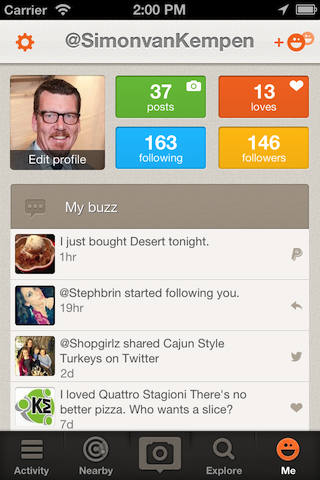 Carrier 2:00 PM
@SimonvanKempen
37
posts
13
loves
163
following
146
followers
Edit profile
My buzz
I just bought Desert tonight.
1hr
@Stephbrin started following you.
19hr
@Shopgirlz shared Cajun Style
Turkeys on Twitter
2d
I loved Quattro Stagioni There's no
better pizza. Who wants a slice?
7d
Activity Nearby Explore Me